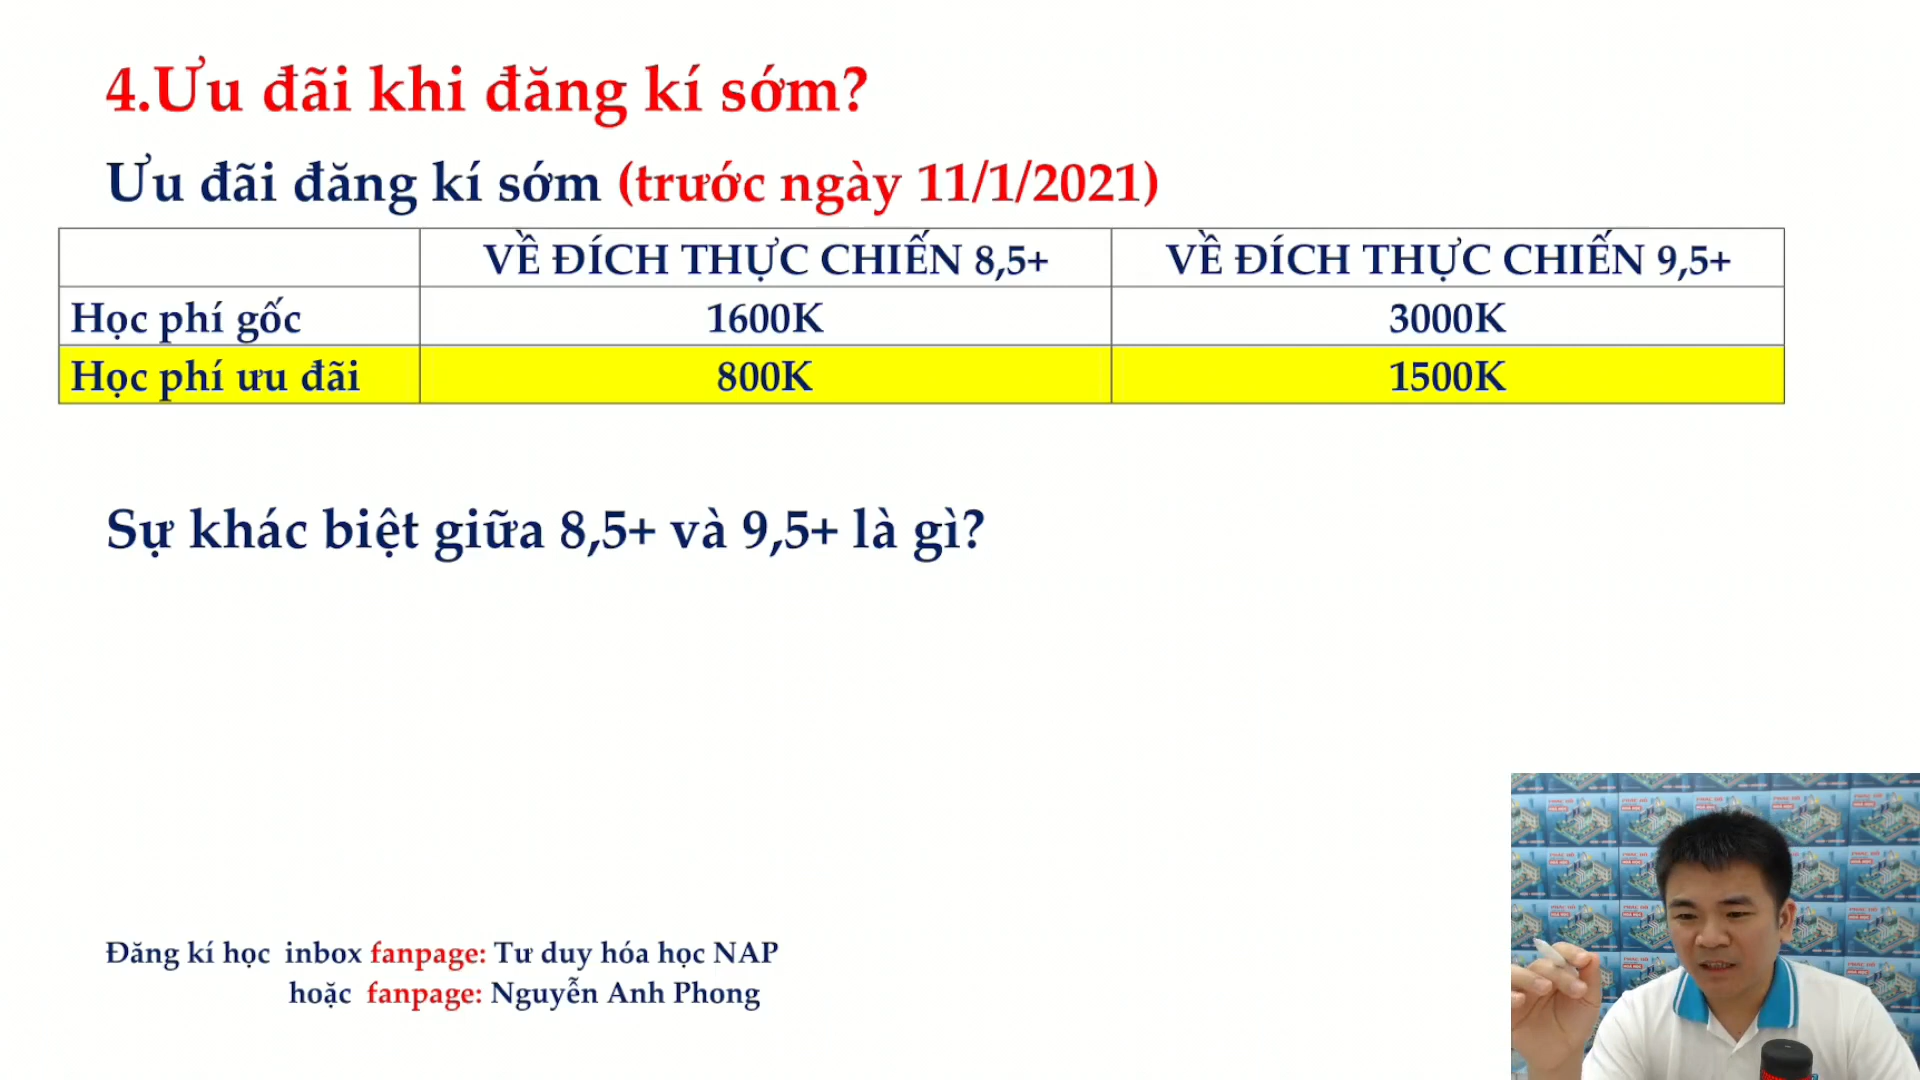 4.Ưu đãi khi đăng kí sớm?
Ưu đãi đăng kí sớm (trước ngày 11/1/2021)
VỀ ĐÍCH THỰC CHIẾN 8,5+ VỀ ĐÍCH THỰC CHIẾN 9,5+
Học phí gốc 1600K 3000K
Học phí ưu đãi 800K 1500K
Sự khác biệt giữa 8,5+ và 9,5+ là gì?
Đăng kí học inbox fanpage: Tư duy hóa học NAP
hoặc fanpage: Nguyễn Anh Phong